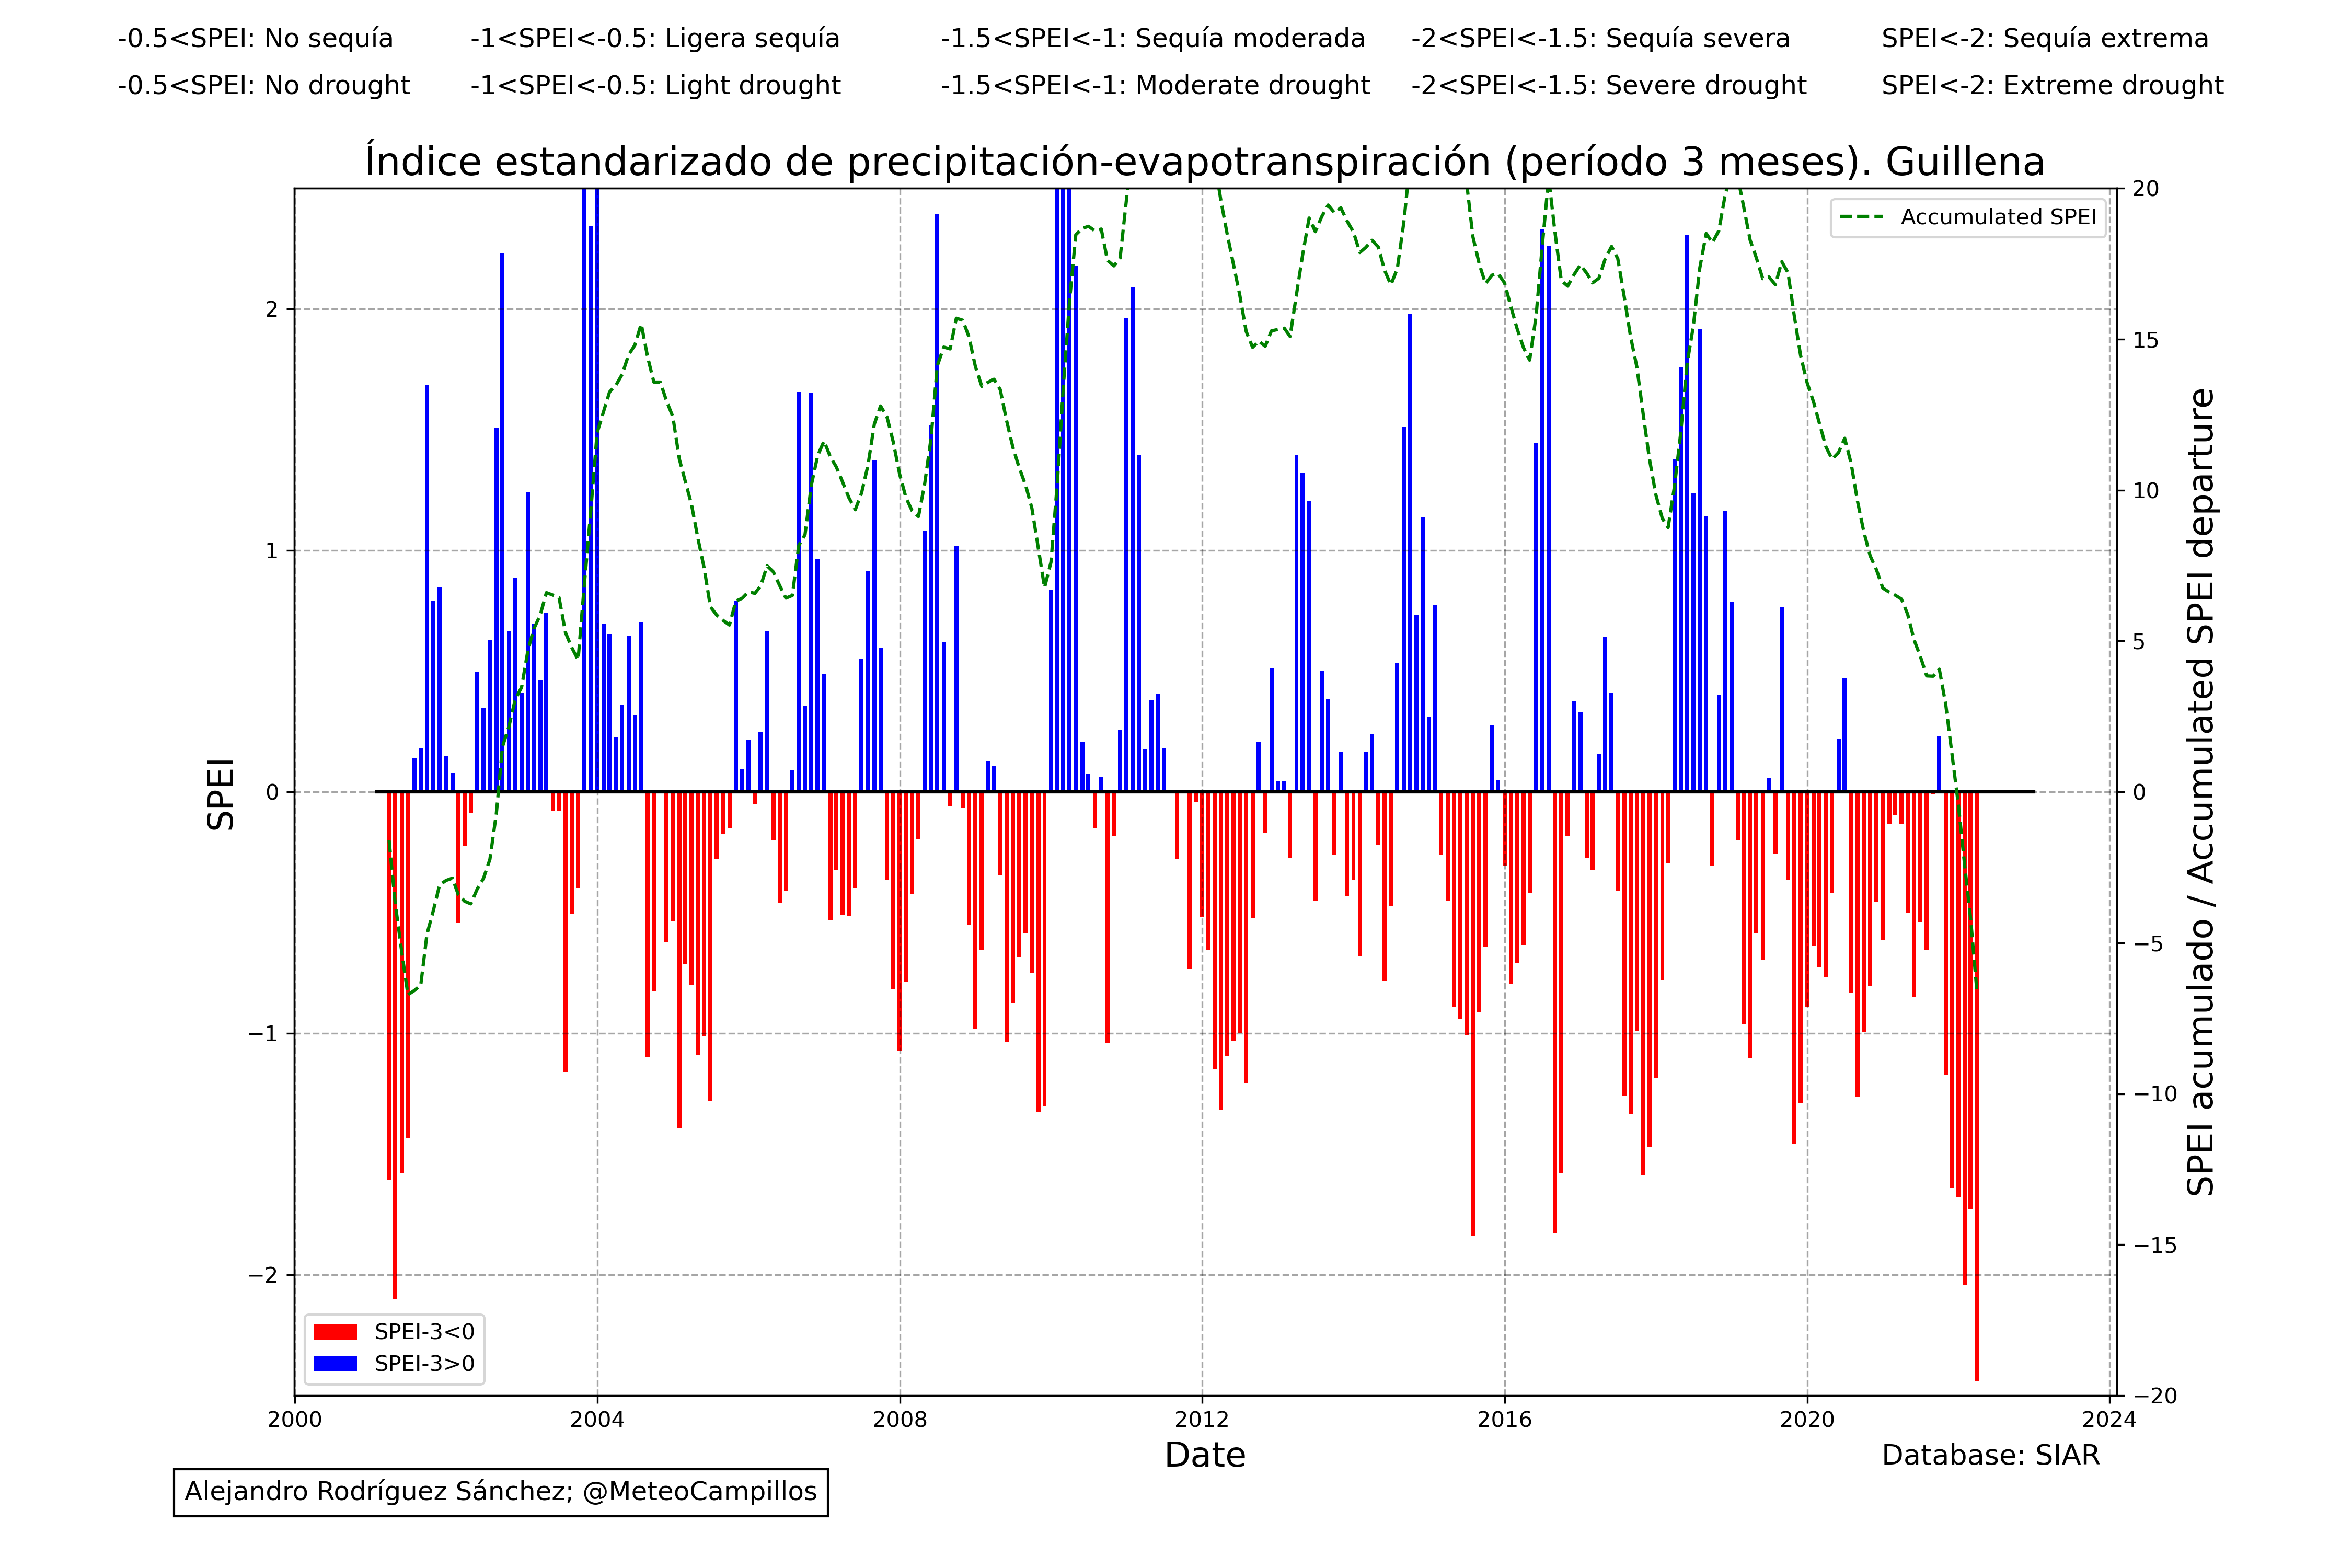 -0.5<SPEI: No sequía -1<SPEI<-0.5: Ligera sequía -1.5<SPEI<-1: Sequía moderada -2<SPEI<-1.5: Sequía severa SPEI<-2: Sequía extrema
-0.5<SPEI: No drought -1<SPEI<-0.5: Light drought -1.5<SPEI<-1: Moderate drought -2<SPEI<-1.5: Severe drought SPEI<-2: Extreme drought
Índice estandarizado de precipitación-evapotranspiración (período 3 meses). Guillena
Accumulated SPEI
SPEI
2
1
0
−1
−2
20
15
10
5
0
−5
−10
−15
−20
SPEI acumulado / Accumulated SPEI departure
SPEI-3<0
SPEI-3>0
2000 2004 2008 2012 2016 2020 2024
Date
Database: SIAR
Alejandro Rodríguez Sánchez; @MeteoCampillos